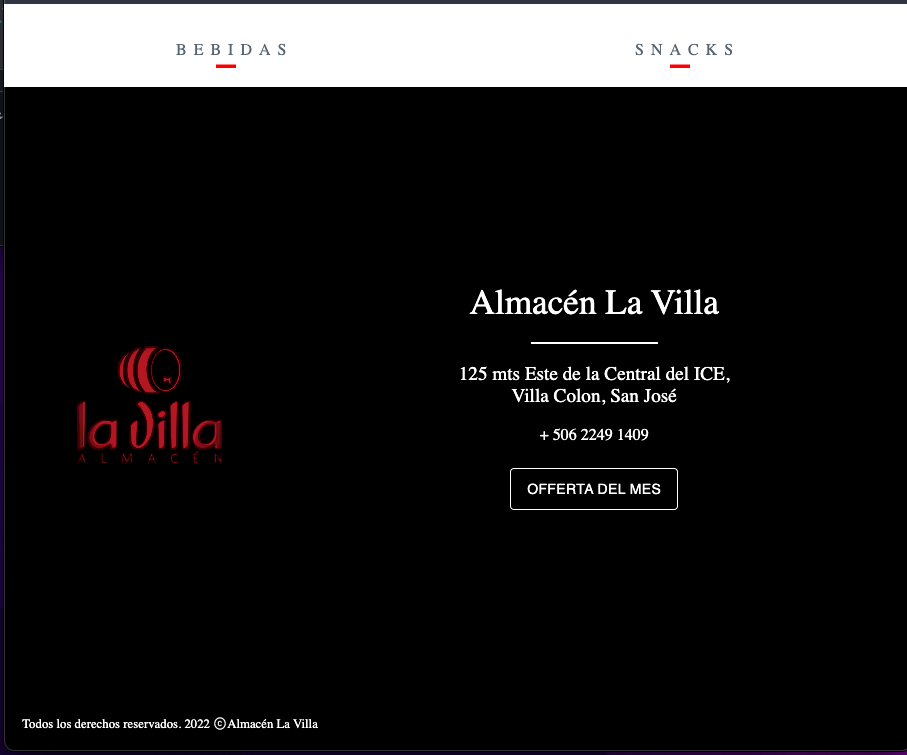 BEBIDAS
SNACKS
Almacén La Villa
125 mts Este de la Central del ICE,
Villa Colon, San José
+ 506 2249 1409
OFFERTA DEL MES
la villa
ALMACÉN
Todos los derechos reservados. 2022 ©Almacén La Villa